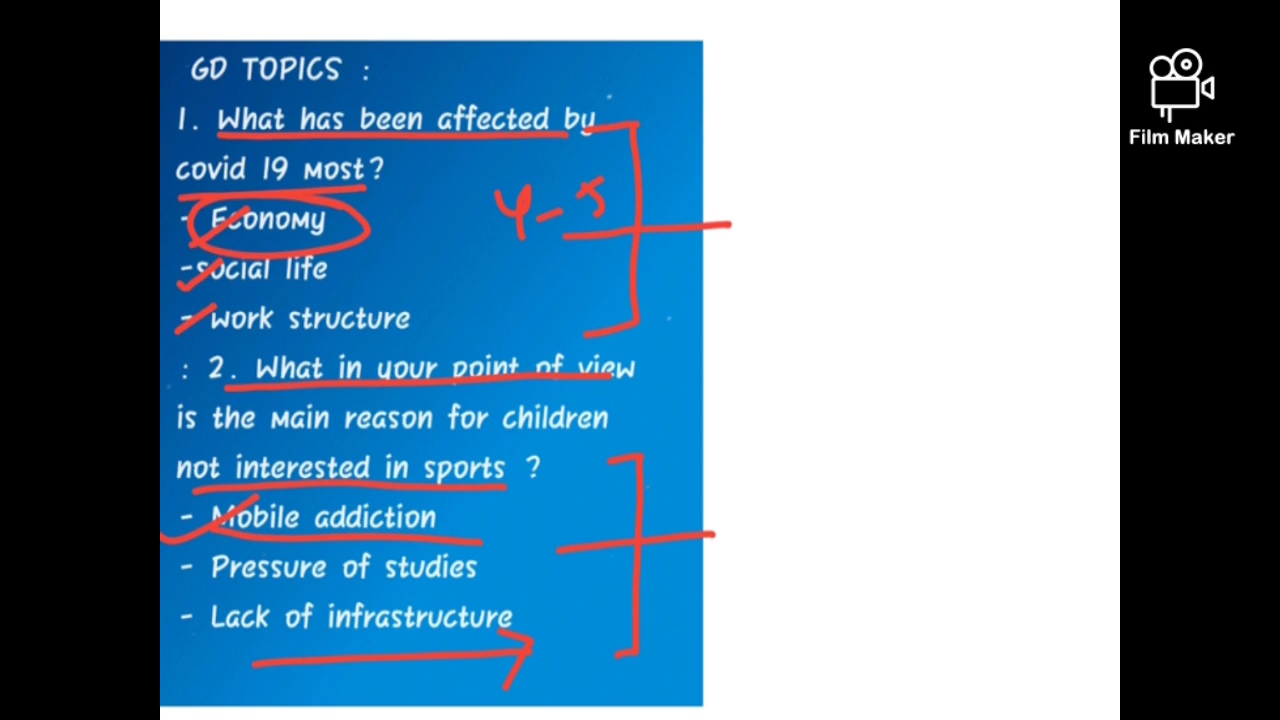 GD TOPICS :
1. What has been affected by
covid 19 most?
- Economy
4-5
-social life
- work structure
: 2. What in your point of view
is the main reason for children
not interested in sports ?
- Mobile addiction
- Pressure of studies
- Lack of infrastructure
Film Maker